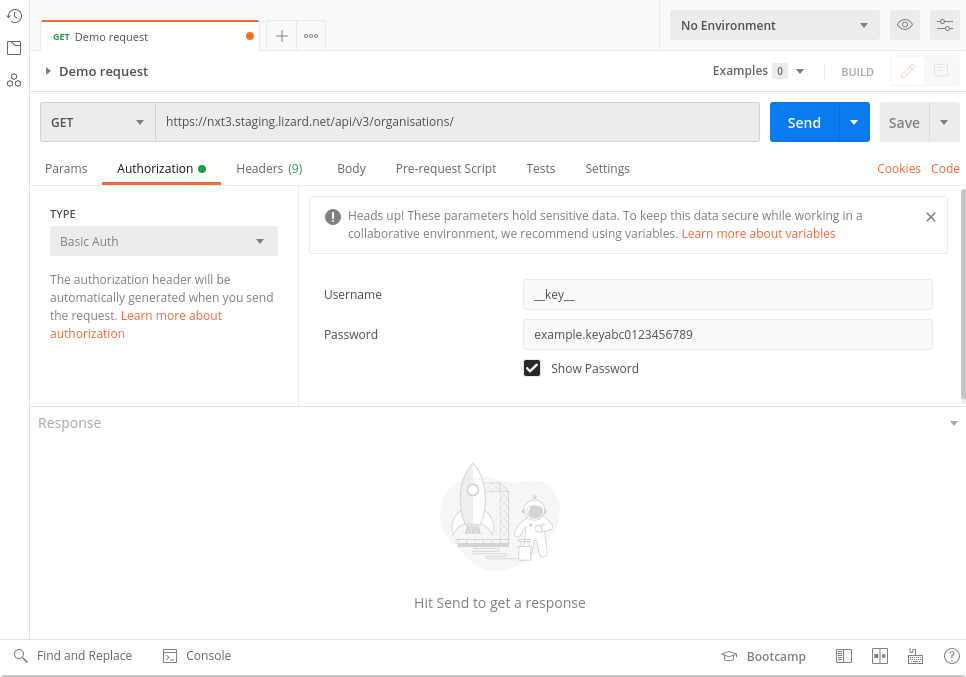 GET Demo request
No Environment
Demo request
Examples 0
BUILD
GET
https://nxt3.staging.lizard.net/api/v3/organisations/
Send
Save
Params
Authorization
Headers (9)
Body
Pre-request Script
Tests
Settings
Cookies
Code
TYPE
Basic Auth
The authorization header will be
automatically generated when you send
the request. Learn more about
authorization
Heads up! These parameters hold sensitive data. To keep this data secure while working in a
collaborative environment, we recommend using variables. Learn more about variables
Username
__key__
Password
example.keyabc0123456789
Show Password
Response
Hit Send to get a response
Find and Replace
Console
Bootcamp